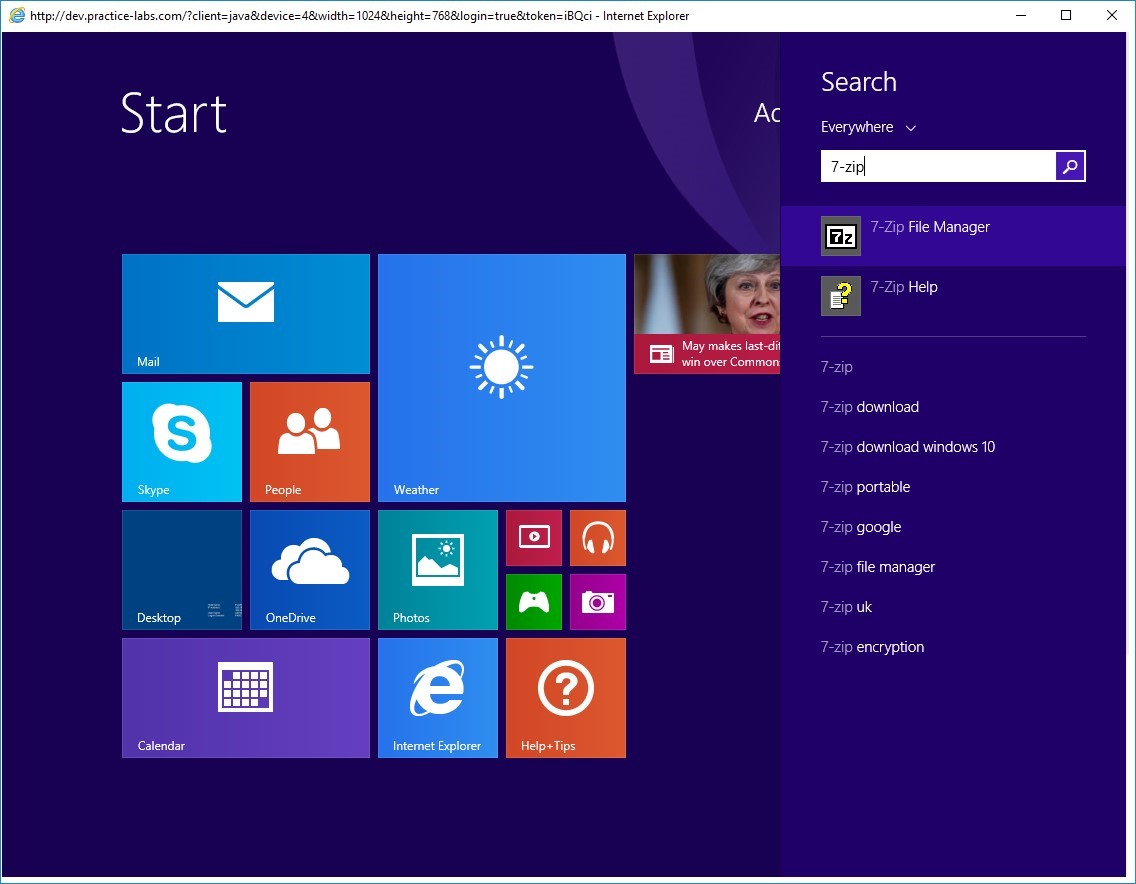 http://dev.practice-labs.com/?client=java&device=4&width=1024&height=768&login=true&token=iBQci - Internet Explorer
Start
Search
Everywhere
7-zip
7-Zip File Manager
7-Zip Help
7-zip
7-zip download
7-zip download windows 10
7-zip portable
7-zip google
7-zip file manager
7-zip uk
7-zip encryption
Mail
May makes last-dit
win over Common
Skype
People
Weather
Desktop
OneDrive
Photos
Calendar
Internet Explorer
Help+Tips